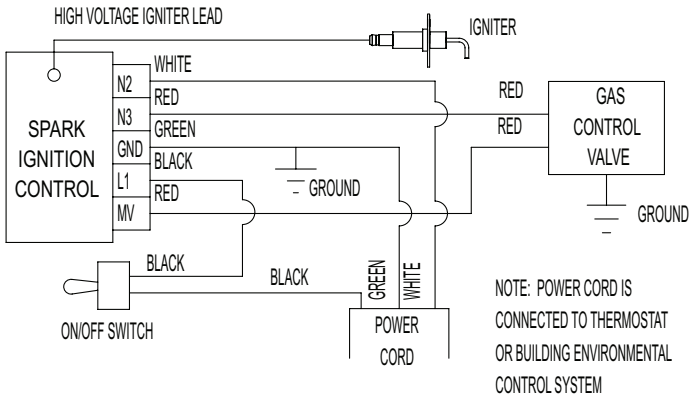 HIGH VOLTAGE IGNITER LEAD
IGNITER
SPARK
IGNITION
CONTROL
N2
N3
GND
L1
MV
WHITE
RED
GREEN
BLACK
RED
RED
RED
GAS
CONTROL
VALVE
GROUND
GROUND
BLACK
BLACK
GREEN
WHITE
ON/OFF SWITCH
POWER
CORD
NOTE: POWER CORD IS
CONNECTED TO THERMOSTAT
OR BUILDING ENVIRONMENTAL
CONTROL SYSTEM